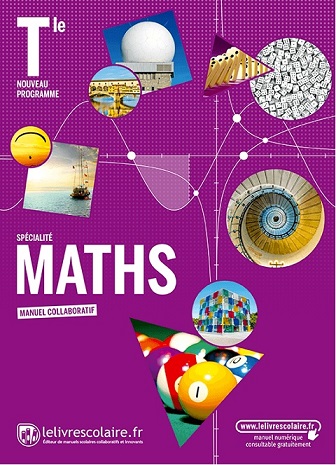 Tle
NOUVEAU
PROGRAMME
SPÉCIALITÉ
MATHS
MANUEL COLLABORATIF
1
lelivrescolaire.fr
Éditeur de manuels scolaires collaboratifs et innovants
www.lelivrescolaire.fr
manuel numérique
consultable gratuitement